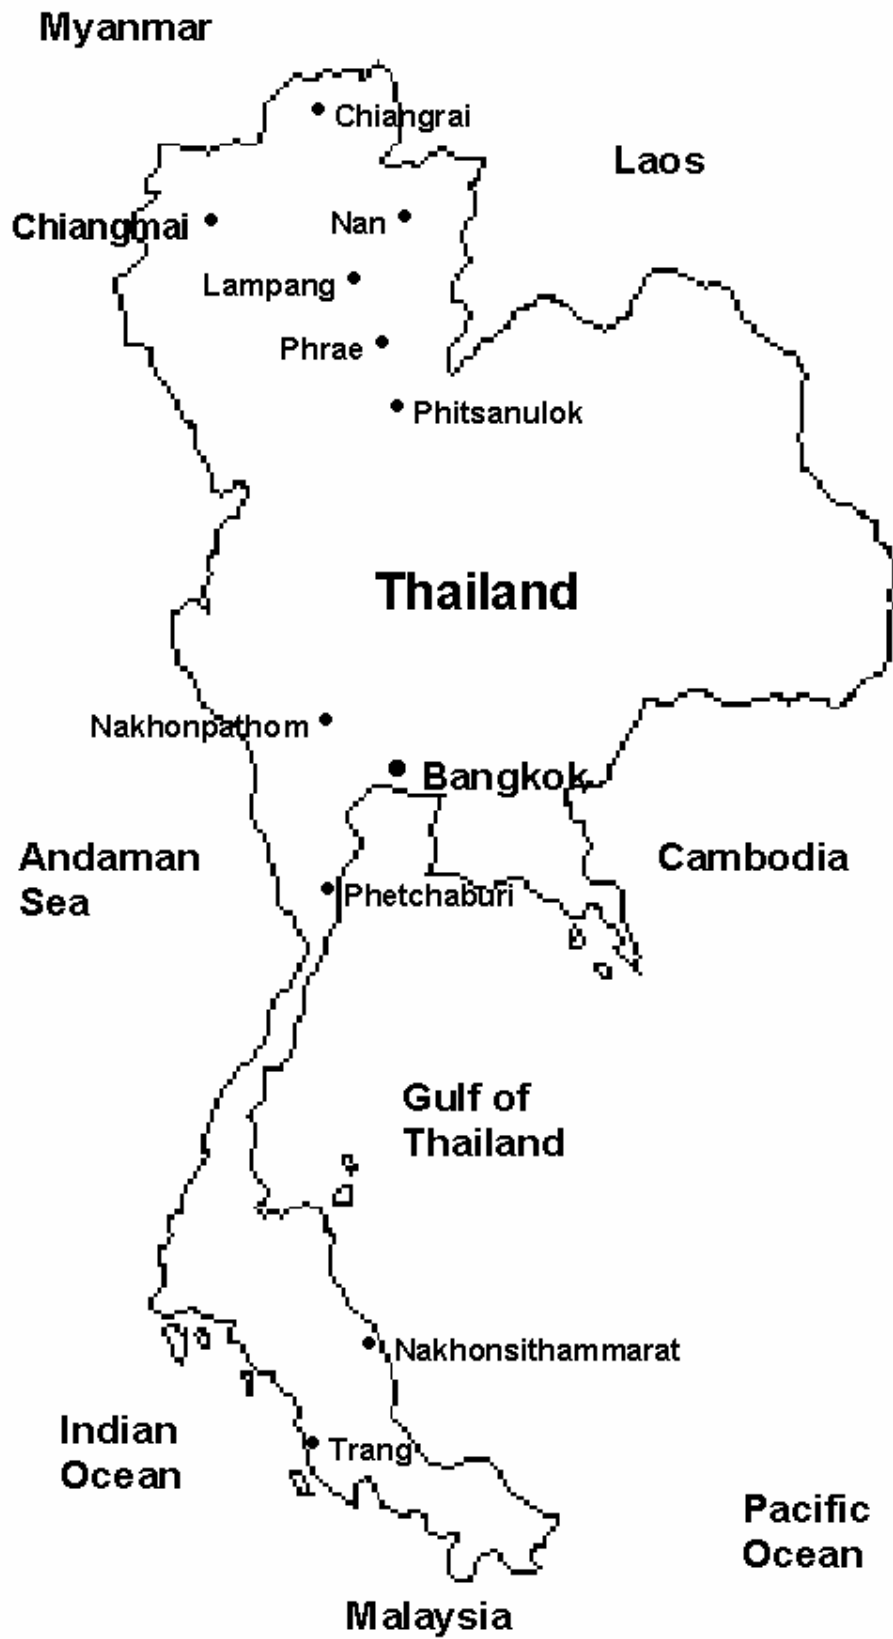 Myanmar
Chiangrai
Laos
Chiangmai
Nan
Lampang
Phrae
Phitsanulok
Thailand
Nakhonpathom
Bangkok
Andaman
Sea
Cambodia
Phetchaburi
Gulf of
Thailand
Nakhonsithammarat
Indian
Ocean
Trang
Pacific
Ocean
Malaysia